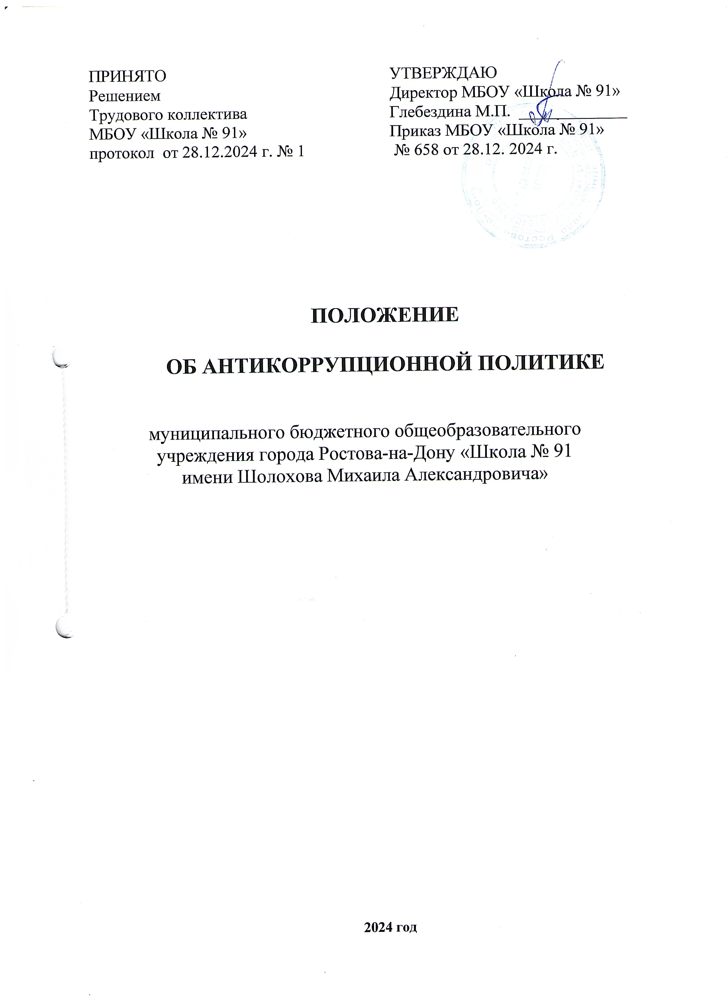 ПРИНЯТО
Решением
Трудового коллектива
МБОУ «Школа № 91»
протокол от 28.12.2024 г. № 1
УТВЕРЖДАЮ
Директор МБОУ «Школа № 91»
Глебездина М.П. ______________
Приказ МБОУ «Школа № 91»
№ 658 от 28.12. 2024 г.
ПОЛОЖЕНИЕ
ОБ АНТИКОРРУПЦИОННОЙ ПОЛИТИКЕ
муниципального бюджетного общеобразовательного
учреждения города Ростова-на-Дону «Школа № 91
имени Шолохова Михаила Александровича»
2024 год